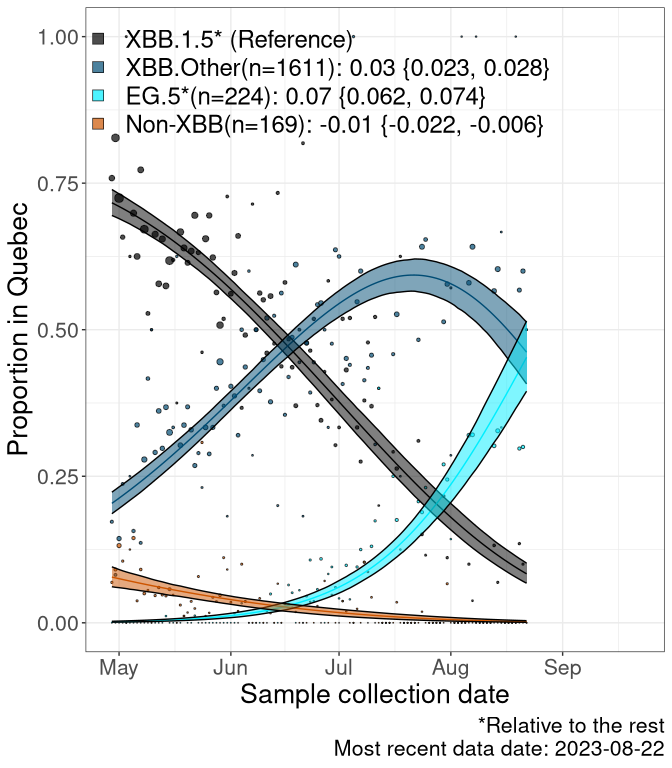 1.00
0.75
0.50
0.25
0.00
Proportion in Quebec
XBB.1.5* (Reference)
XBB.Other(n=1611): 0.03 {0.023, 0.028}
EG.5*(n=224): 0.07 {0.062, 0.074}
Non-XBB(n=169): -0.01 {-0.022, -0.006}
May Jun Jul Aug Sep
Sample collection date
*Relative to the rest
Most recent data date: 2023-08-22